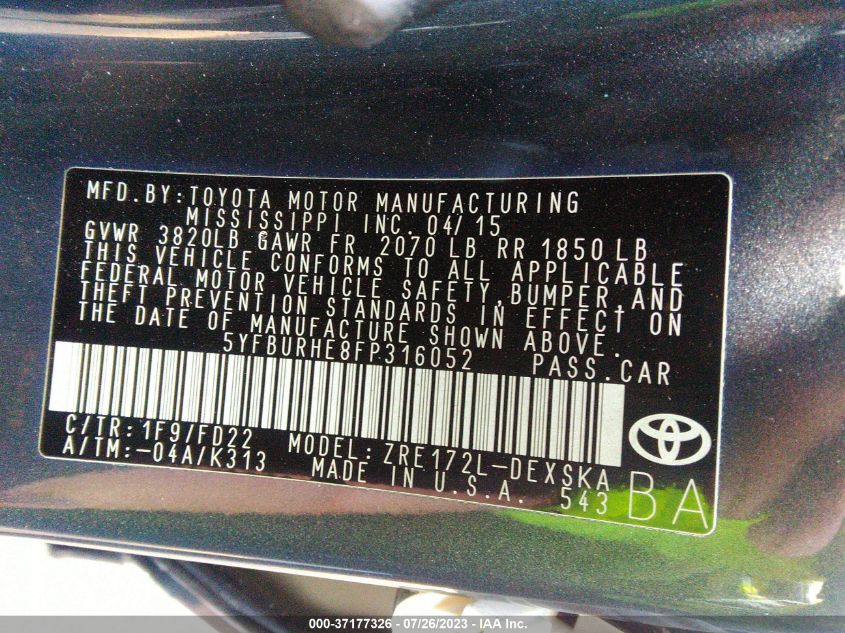 MFD.BY:TOYOTA MOTOR MANUFACTURING
MISSISSIPPI INC. 04/15
GVWR 3820LB GAWR FR 2070 LB RR 1850 LB
THIS VEHICLE CONFORMS TO ALL APPLICABLE
FEDERAL MOTOR VEHICLE SAFETY,BUMPER,AND
THEFT PREVENTION STANDARDS IN EFFECT ON
THE DATE OF MANUFACTURE SHOWN ABOVE.
5YFBURHE8FP316052 PASS.CAR
C/TR:1F9/FD22 MODEL:ZRE172L-DEXSKA
A/TM:-04A/K313 MADE IN U.S.A. 543
BA
000-37177326 - 07/26/2023 - IAA Inc.